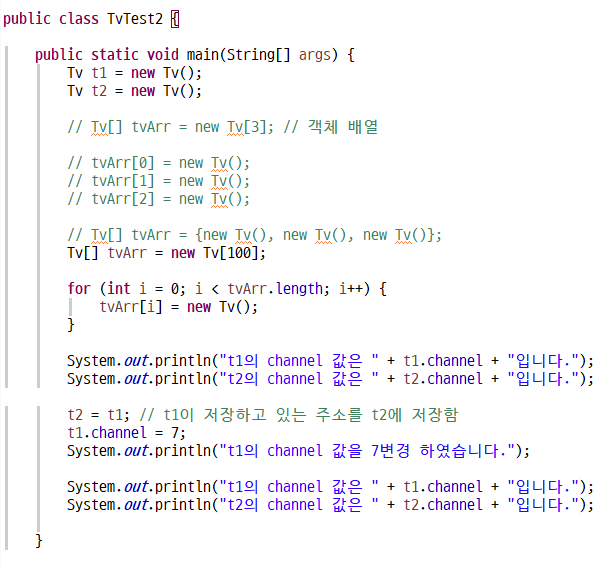 public class TvTest2 {
public static void main(String[] args) {
Tv t1 = new Tv();
Tv t2 = new Tv();
// Tv[] tvArr = new Tv[3]; // 객체 배열
// tvArr[0] = new Tv();
// tvArr[1] = new Tv();
// tvArr[2] = new Tv();
// Tv[] tvArr = {new Tv(), new Tv(), new Tv()};
Tv[] tvArr = new Tv[100];
for (int i = 0; i < tvArr.length; i++) {
tvArr[i] = new Tv();
}
System.out.println("t1의 channel 값은 " + t1.channel + "입니다.");
System.out.println("t2의 channel 값은 " + t2.channel + "입니다.");
t2 = t1; // t1이 저장하고 있는 주소를 t2에 저장함
t1.channel = 7;
System.out.println("t1의 channel 값을 7변경 하였습니다.");
System.out.println("t1의 channel 값은 " + t1.channel + "입니다.");
System.out.println("t2의 channel 값은 " + t2.channel + "입니다.");
}